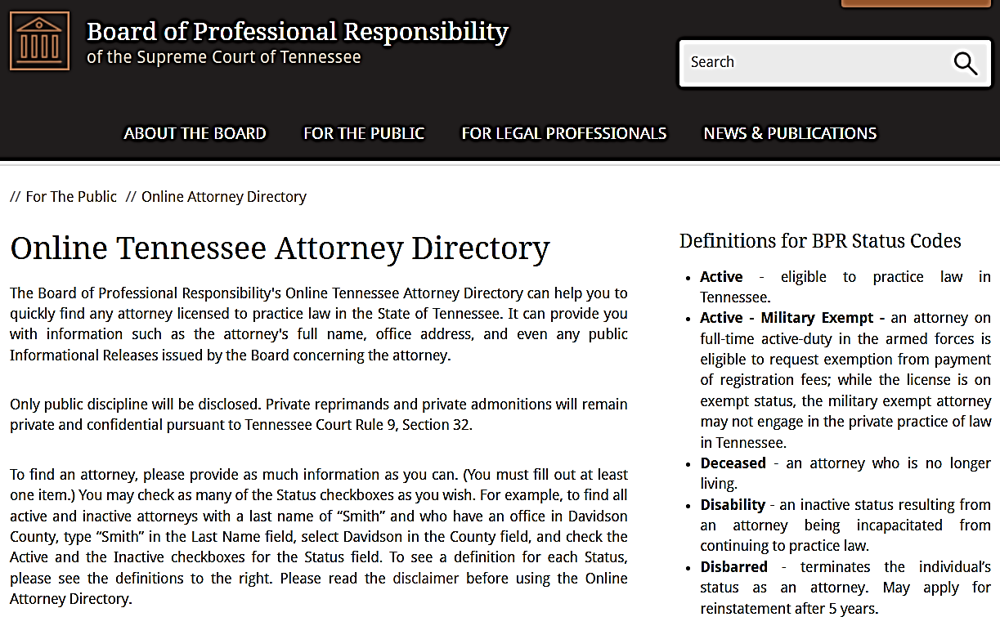 Board of Professional Responsibility
of the Supreme Court of Tennessee
Search
ABOUT THE BOARD FOR THE PUBLIC FOR LEGAL PROFESSIONALS NEWS & PUBLICATIONS
// For The Public // Online Attorney Directory
Online Tennessee Attorney Directory
The Board of Professional Responsibility's Online Tennessee Attorney Directory can help you to
quickly find any attorney licensed to practice law in the State of Tennessee. It can provide you
with information such as the attorney's full name, office address, and even any public
Informational Releases issued by the Board concerning the attorney.
Only public discipline will be disclosed. Private reprimands and private admonitions will remain
private and confidential pursuant to Tennessee Court Rule 9, Section 32.
To find an attorney, please provide as much information as you can. (You must fill out at least
one item.) You may check as many of the Status checkboxes as you wish. For example, to find all
active and inactive attorneys with a last name of “Smith” and who have an office in Davidson
County, type “Smith” in the Last Name field, select Davidson in the County field, and check the
Active and the Inactive checkboxes for the Status field. To see a definition for each Status,
please see the definitions to the right. Please read the disclaimer before using the Online
Attorney Directory.
Definitions for BPR Status Codes
• Active - eligible to practice law in
Tennessee.
• Active - Military Exempt - an attorney on
full-time active-duty in the armed forces is
eligible to request exemption from payment
of registration fees; while the license is on
exempt status, the military exempt attorney
may not engage in the private practice of law
in Tennessee.
• Deceased - an attorney who is no longer
living.
• Disability - an inactive status resulting from
an attorney being incapacitated from
continuing to practice law.
• Disbarred - terminates the individual’s
status as an attorney. May apply for
reinstatement after 5 years.